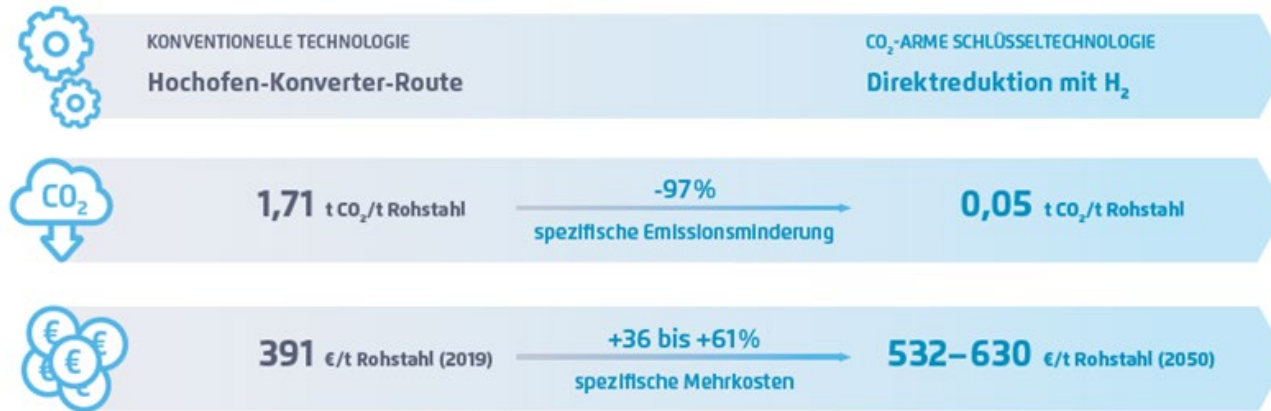 KONVENTIONELLE TECHNOLOGIE
Hochofen-Konverter-Route
CO₂-ARME SCHLÜSSELTECHNOLOGIE
Direktreduktion mit H₂
CO₂
1,71 t CO₂/t Rohstahl
-97%
spezifische Emissionsminderung
0,05 t CO₂/t Rohstahl
€
€
€
€
€
391 €/t Rohstahl (2019)
+36 bis +61%
spezifische Mehrkosten
532–630 €/t Rohstahl (2050)